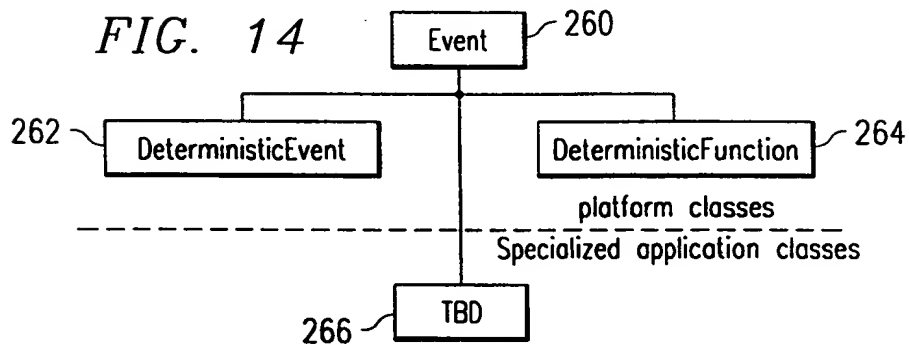 FIG. 14
Event
260
262
DeterministicEvent
DeterministicFunction
264
platform classes
Specialized application classes
TBD
266